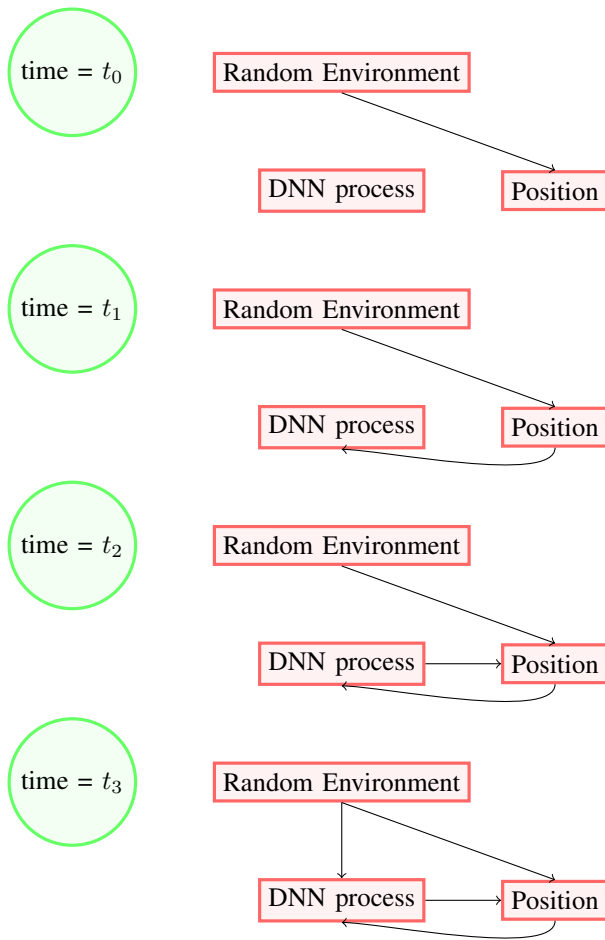 time = t₀
Random Environment
DNN process
Position
time = t₁
Random Environment
DNN process
Position
time = t₂
Random Environment
DNN process
Position
time = t₃
Random Environment
DNN process
Position